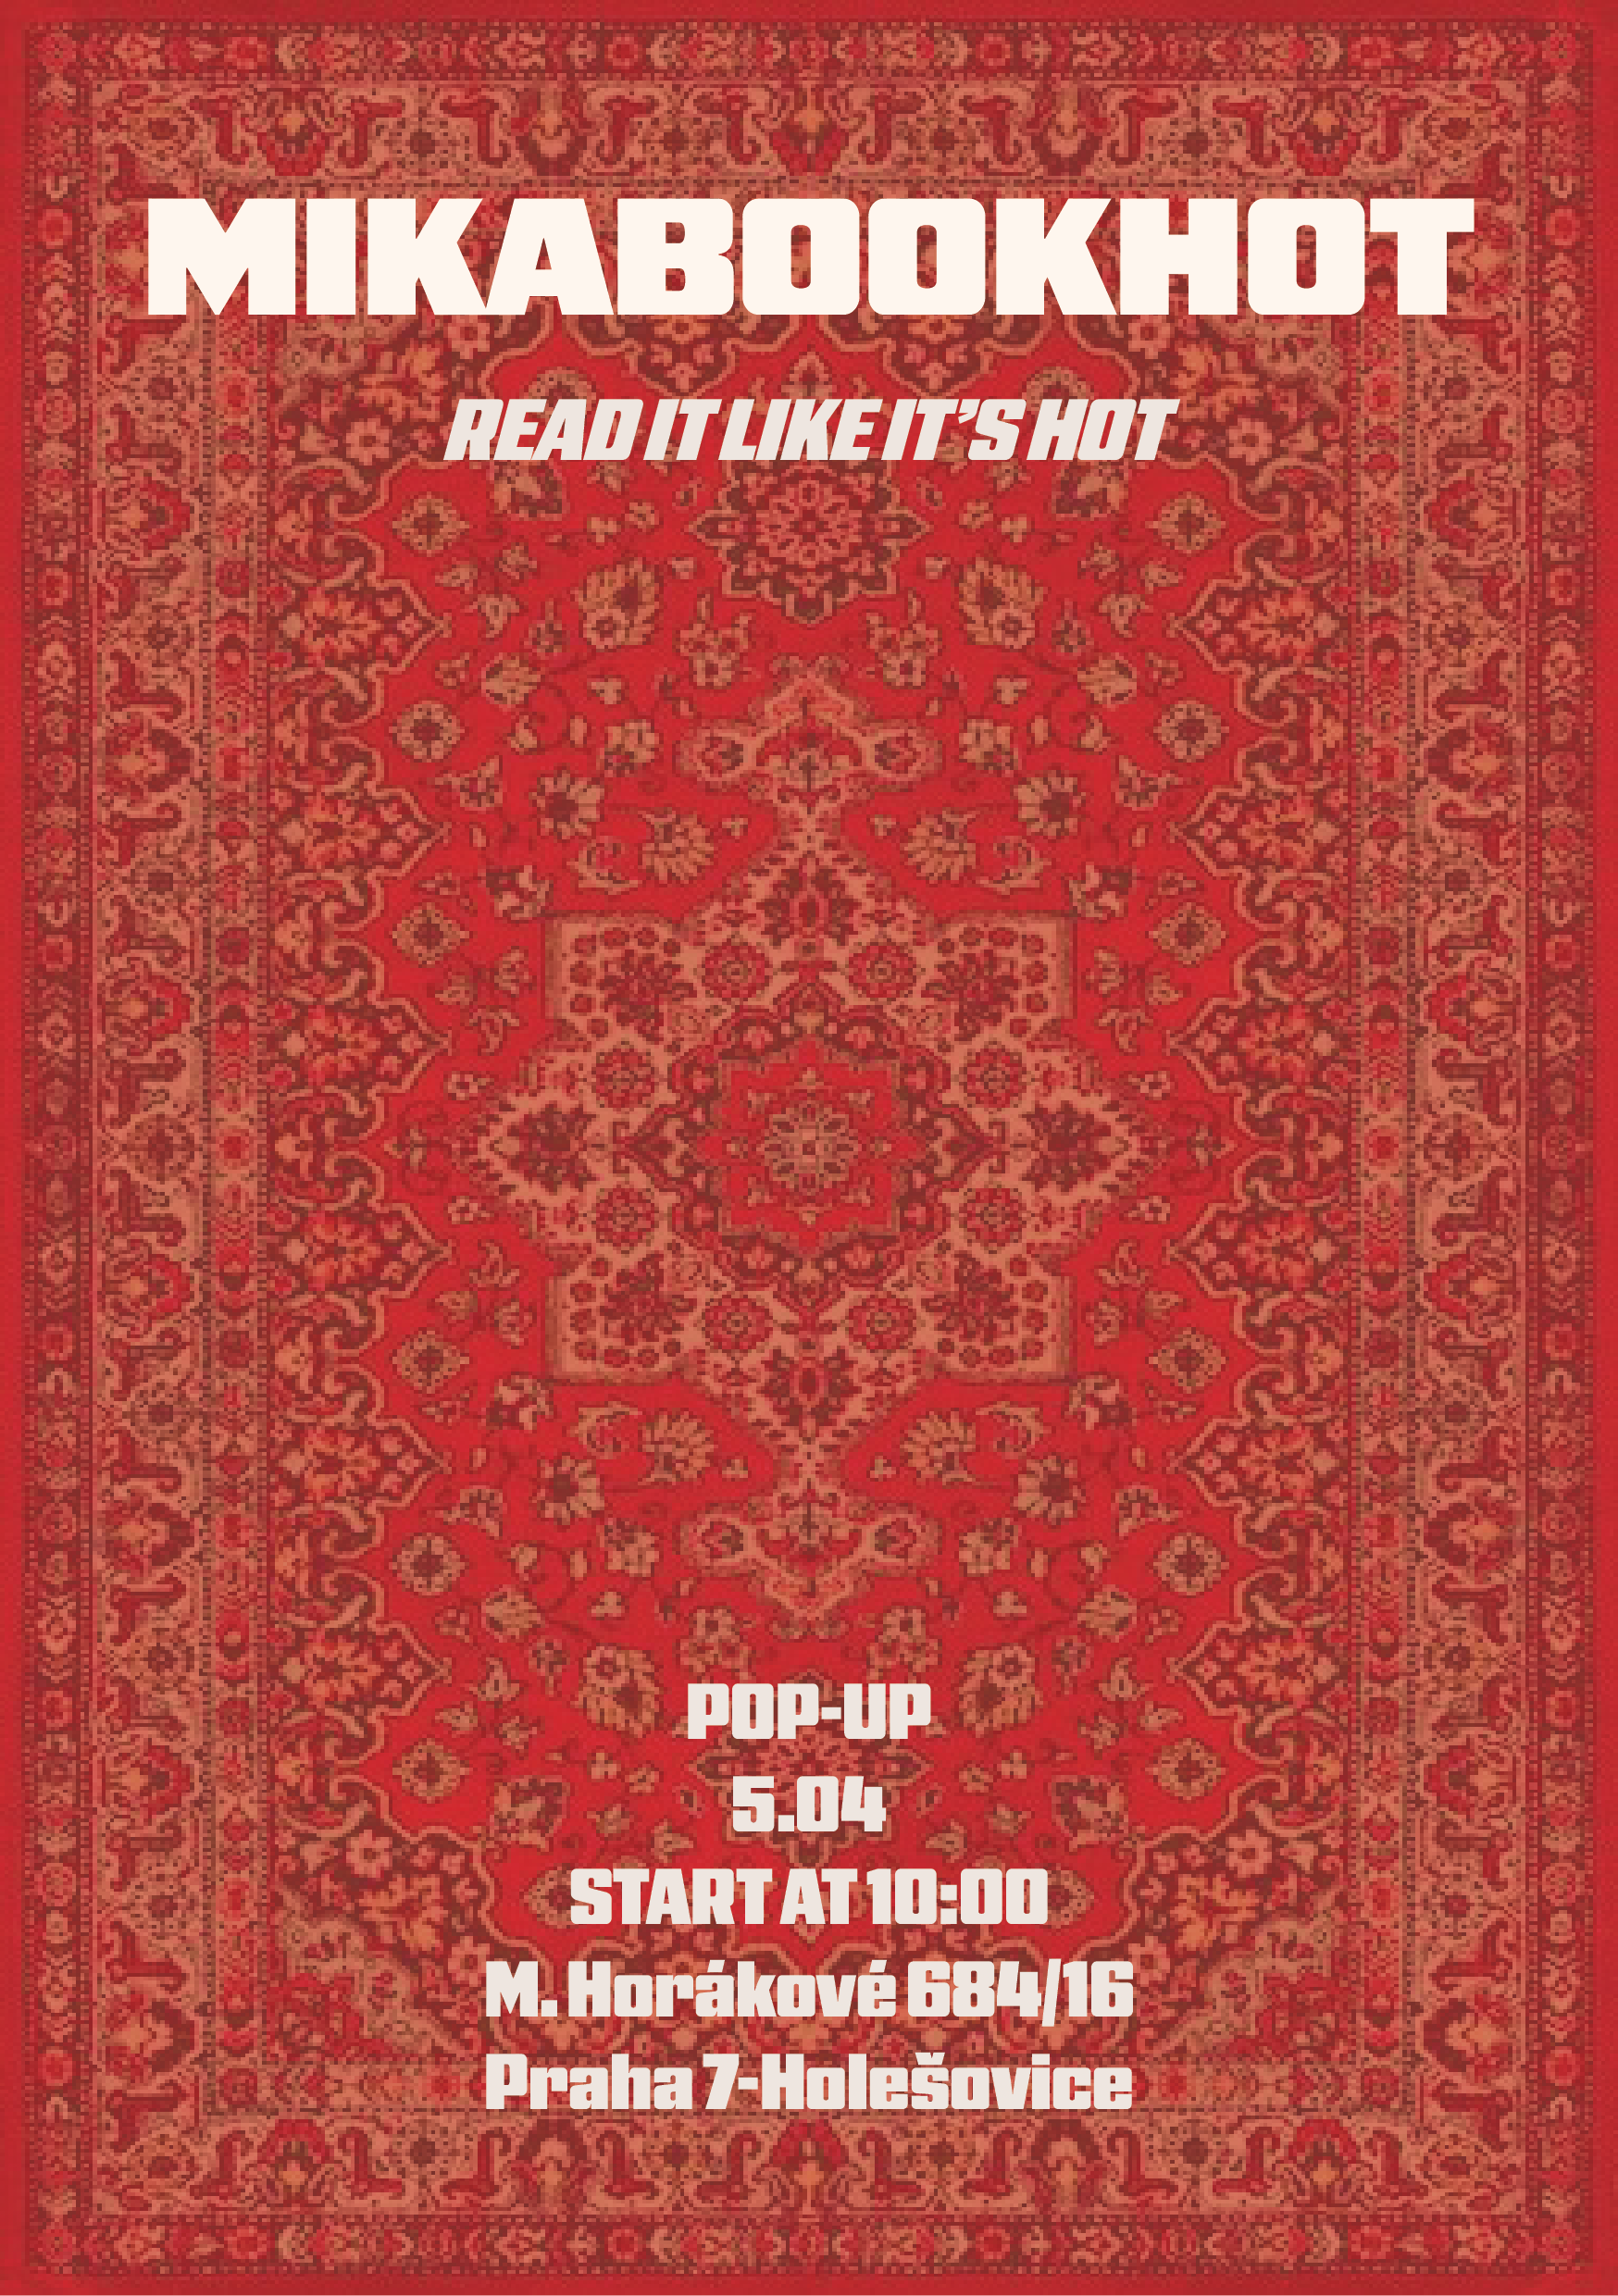 MIKABOOKHOT
READ IT LIKE IT'S HOT
POP-UP
5.04
START AT 10:00
M. Horákové 684/16
Praha 7-Holešovice